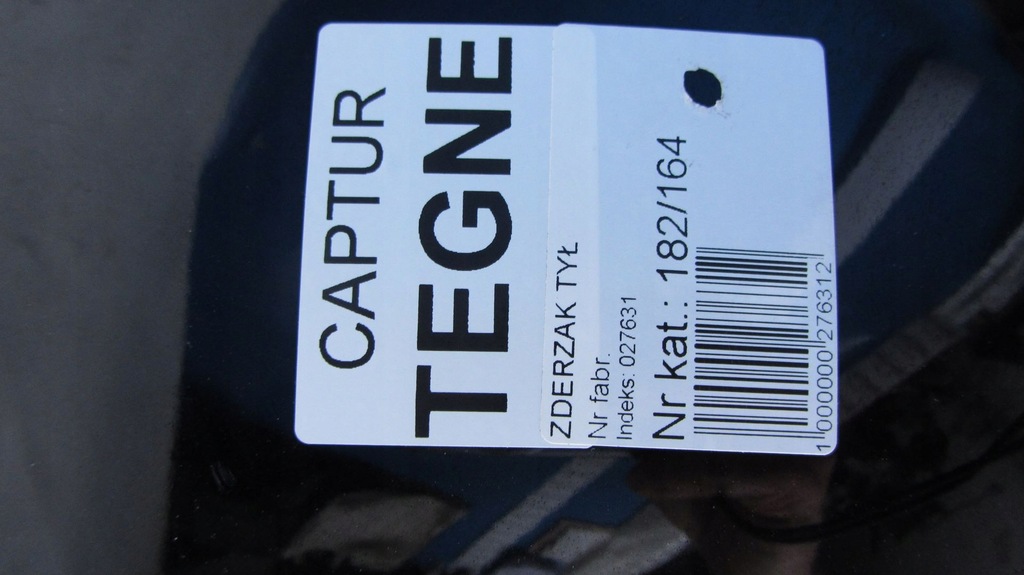 CAPTUR
TEGNE
ZDERZAK TYŁ
Nr fabr.
Indeks: 027631
Nr kat.: 182/164
1000000276312